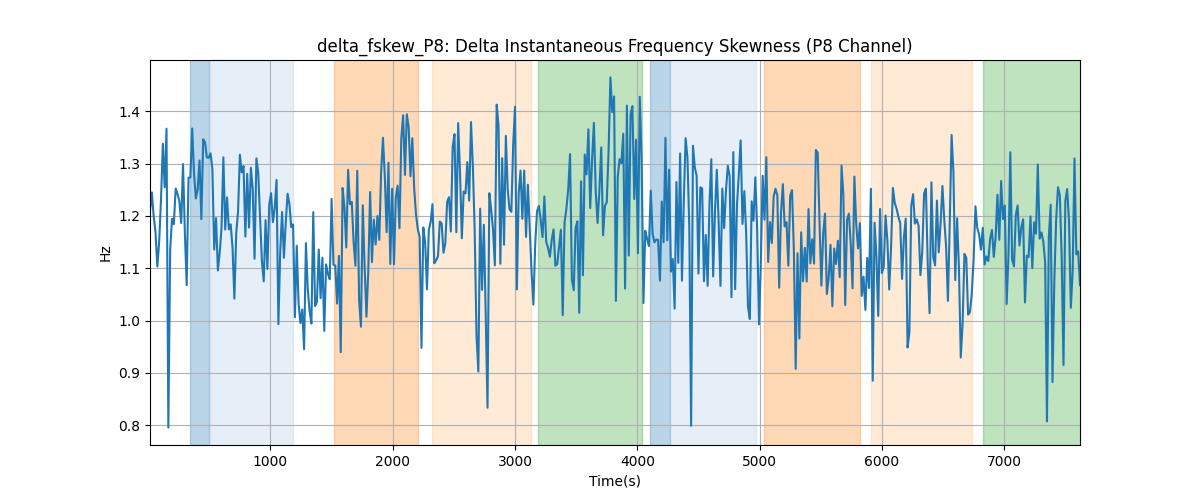 delta_fskew_P8: Delta Instantaneous Frequency Skewness (P8 Channel)
Hz
1.4
1.3
1.2
1.1
1.0
0.9
0.8
1000 2000 3000 4000 5000 6000 7000
Time(s)